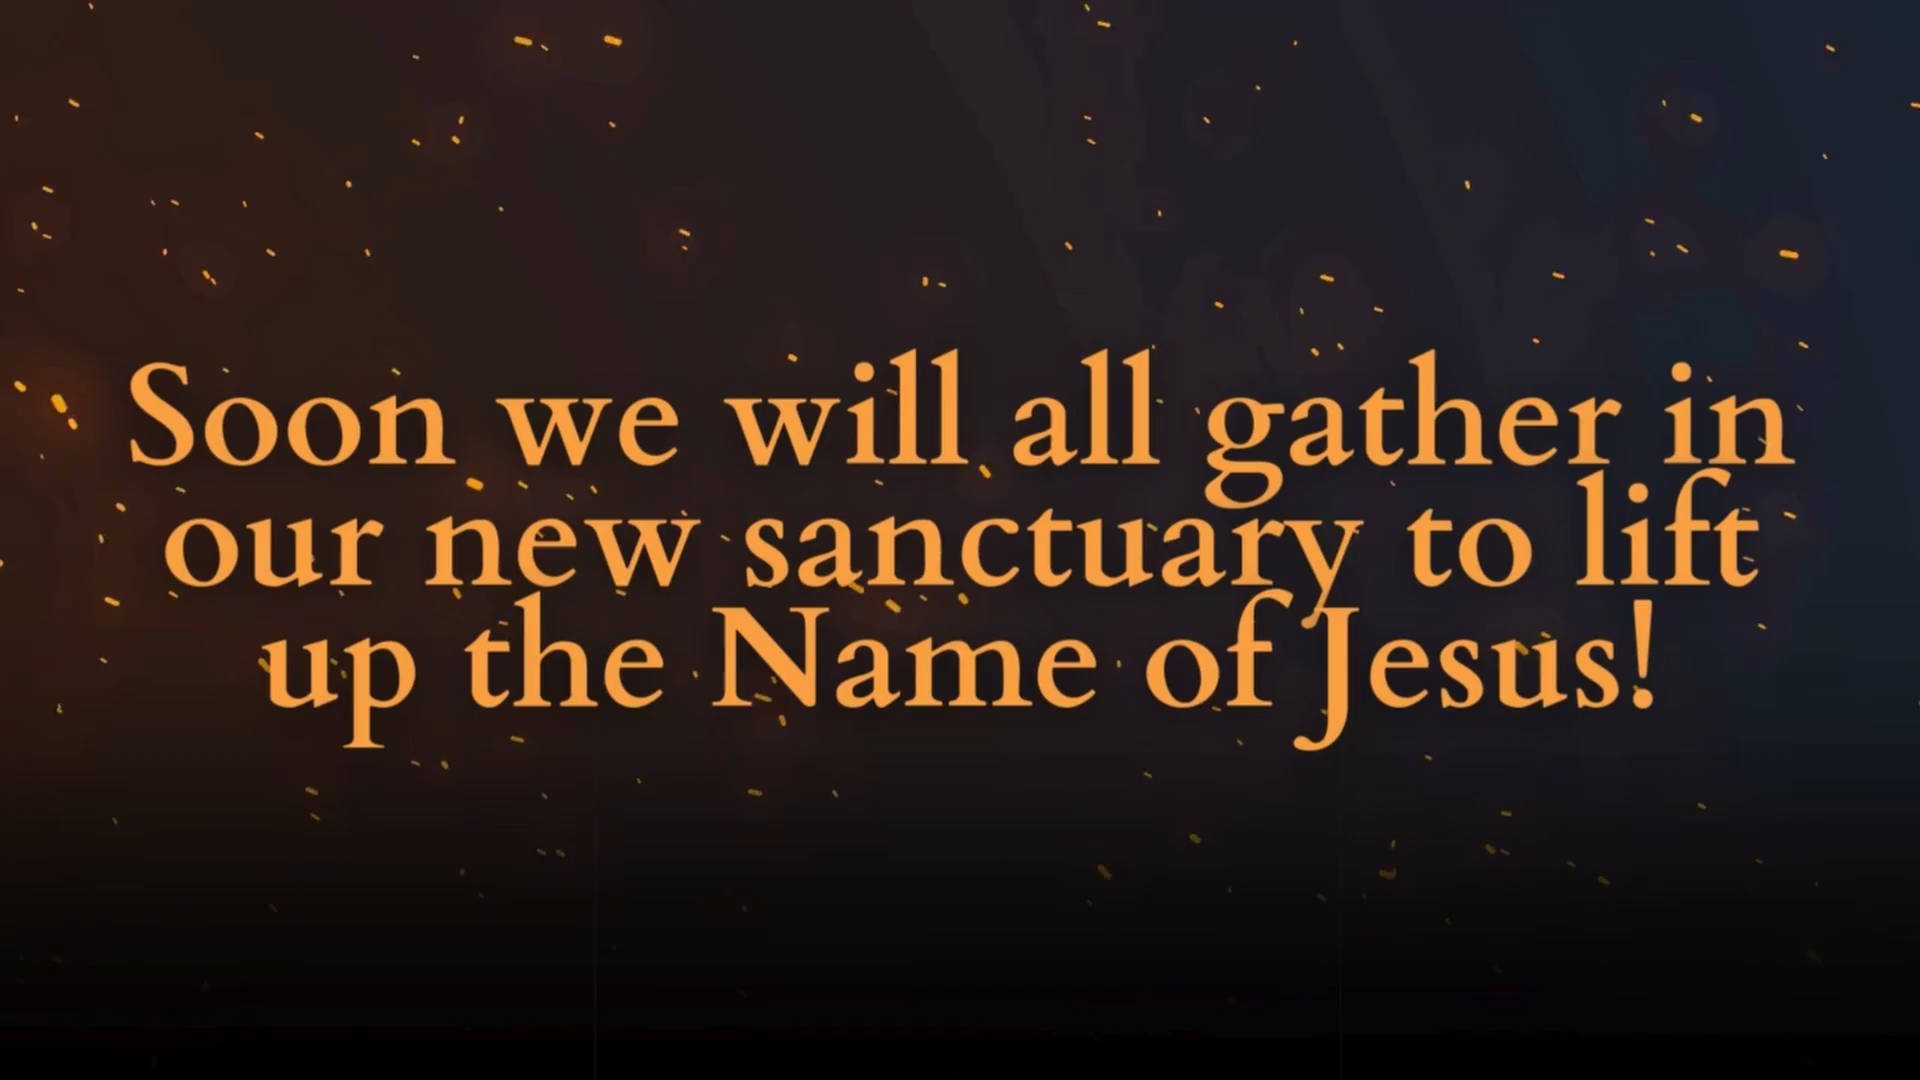 Soon we will all gather in
our new sanctuary to lift
up the Name of Jesus!